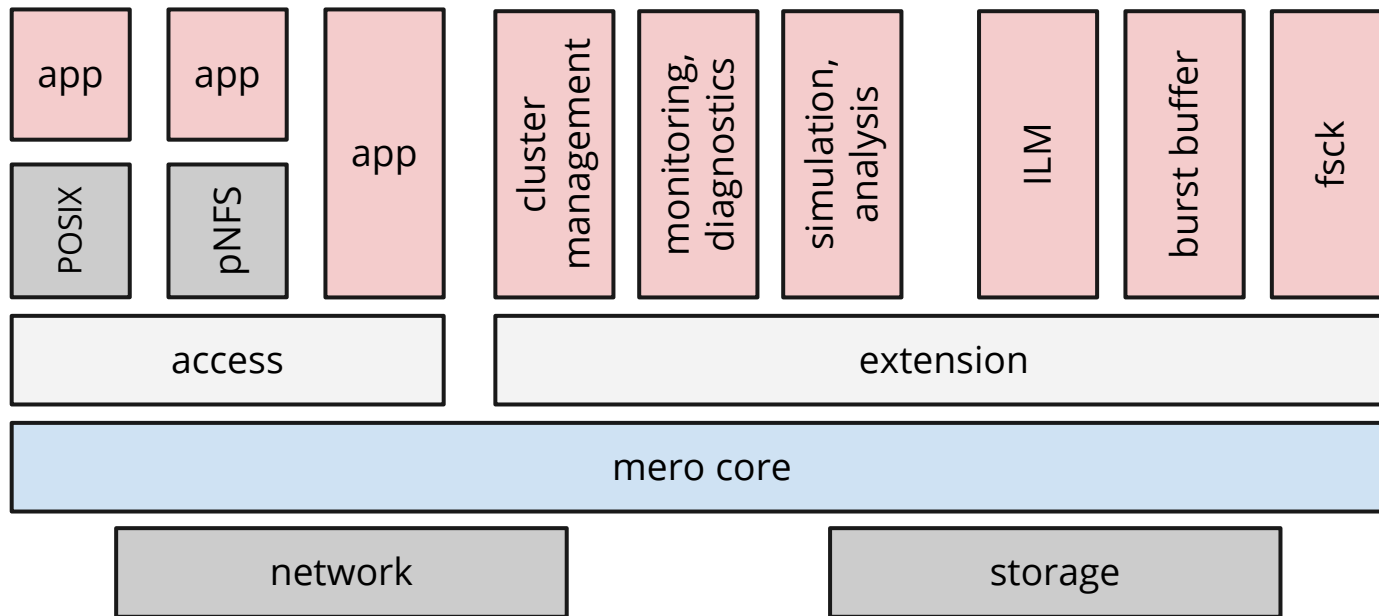 app
app
app
POSIX
pNFS
cluster
management
monitoring,
diagnostics
simulation,
analysis
ILM
burst buffer
fsck
access
extension
mero core
network
storage